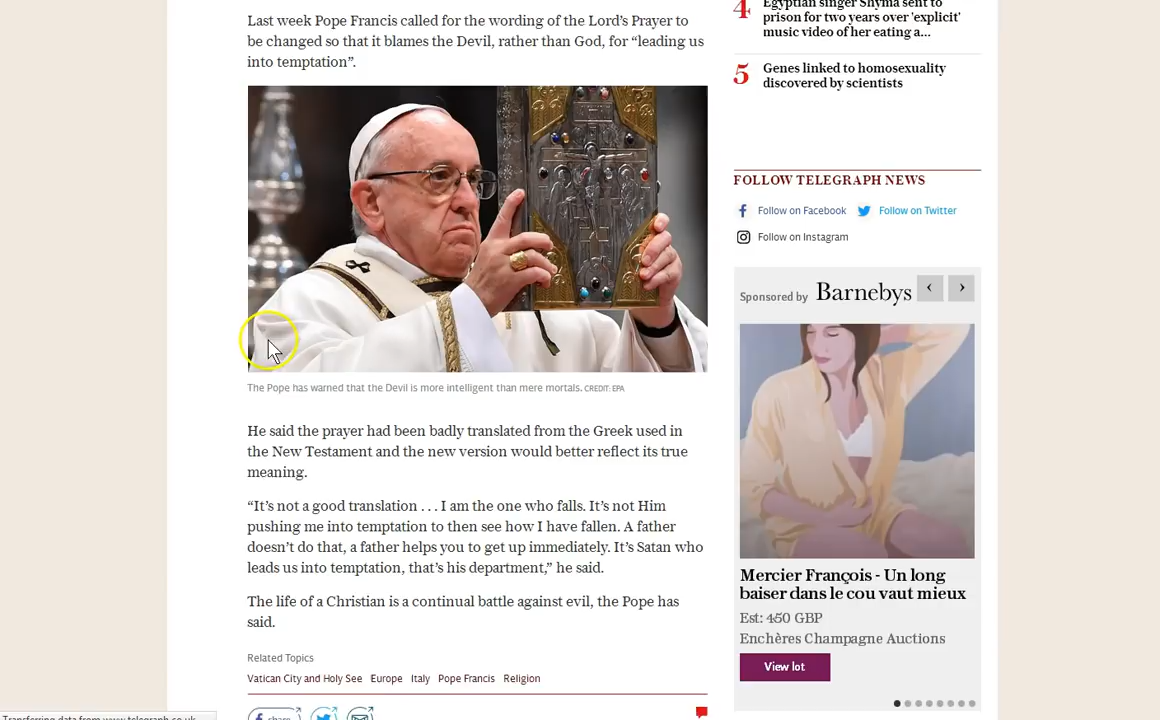 Last week Pope Francis called for the wording of the Lord’s Prayer to
be changed so that it blames the Devil, rather than God, for “leading us
into temptation”.
The Pope has warned that the Devil is more intelligent than mere mortals. CREDIT: EPA
He said the prayer had been badly translated from the Greek used in
the New Testament and the new version would better reflect its true
meaning.
“It’s not a good translation . . . I am the one who falls. It’s not Him
pushing me into temptation to then see how I have fallen. A father
doesn’t do that, a father helps you to get up immediately. It’s Satan who
leads us into temptation, that’s his department,” he said.
The life of a Christian is a continual battle against evil, the Pope has
said.
Related Topics
Vatican City and Holy See Europe Italy Pope Francis Religion
share
4 Egyptian singer Shyma sent to
prison for two years over 'explicit'
music video of her eating a...
5 Genes linked to homosexuality
discovered by scientists
FOLLOW TELEGRAPH NEWS
Follow on Facebook Follow on Twitter
Follow on Instagram
Sponsored by Barnebys
Mercier François - Un long
baiser dans le cou vaut mieux
Est: 450 GBP
Enchères Champagne Auctions
View lot
Transferring data from www.telegraph.co.uk...